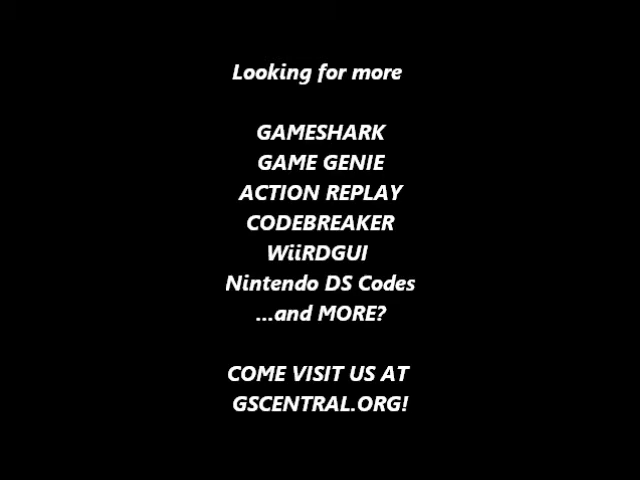 Looking for more
GAMESHARK
GAME GENIE
ACTION REPLAY
CODEBREAKER
WiiRDGUI
Nintendo DS Codes
...and MORE?
COME VISIT US AT
GSCENTRAL.ORG!